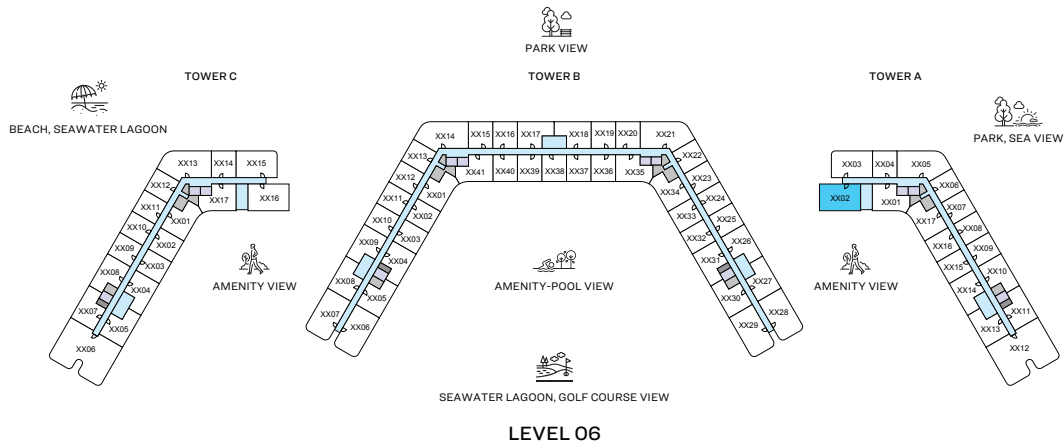 PARK VIEW
TOWER C
TOWER B
TOWER A
BEACH, SEAWATER LAGOON
PARK, SEA VIEW
XX13 XX14 XX15
XX12
XX11
XX10
XX09
XX08
XX07
XX06
XX01
XX02
XX03
XX04
XX05
XX17
XX16
AMENITY VIEW
XX14 XX15 XX16 XX17 XX18 XX19 XX20 XX21
XX13
XX12
XX11
XX10
XX09
XX08
XX07
XX06
XX41 XX40 XX39 XX38 XX37 XX36 XX35
XX01
XX02
XX03
XX04
XX05
XX22
XX23
XX24
XX25
XX26
XX27
XX28
XX34
XX33
XX32
XX31
XX30
XX29
AMENITY-POOL VIEW
XX03 XX04 XX05
XX02 XX01
XX06
XX07
XX08
XX09
XX10
XX11
XX12
XX17
XX16
XX15
XX14
XX13
AMENITY VIEW
SEAWATER LAGOON, GOLF COURSE VIEW
LEVEL 06